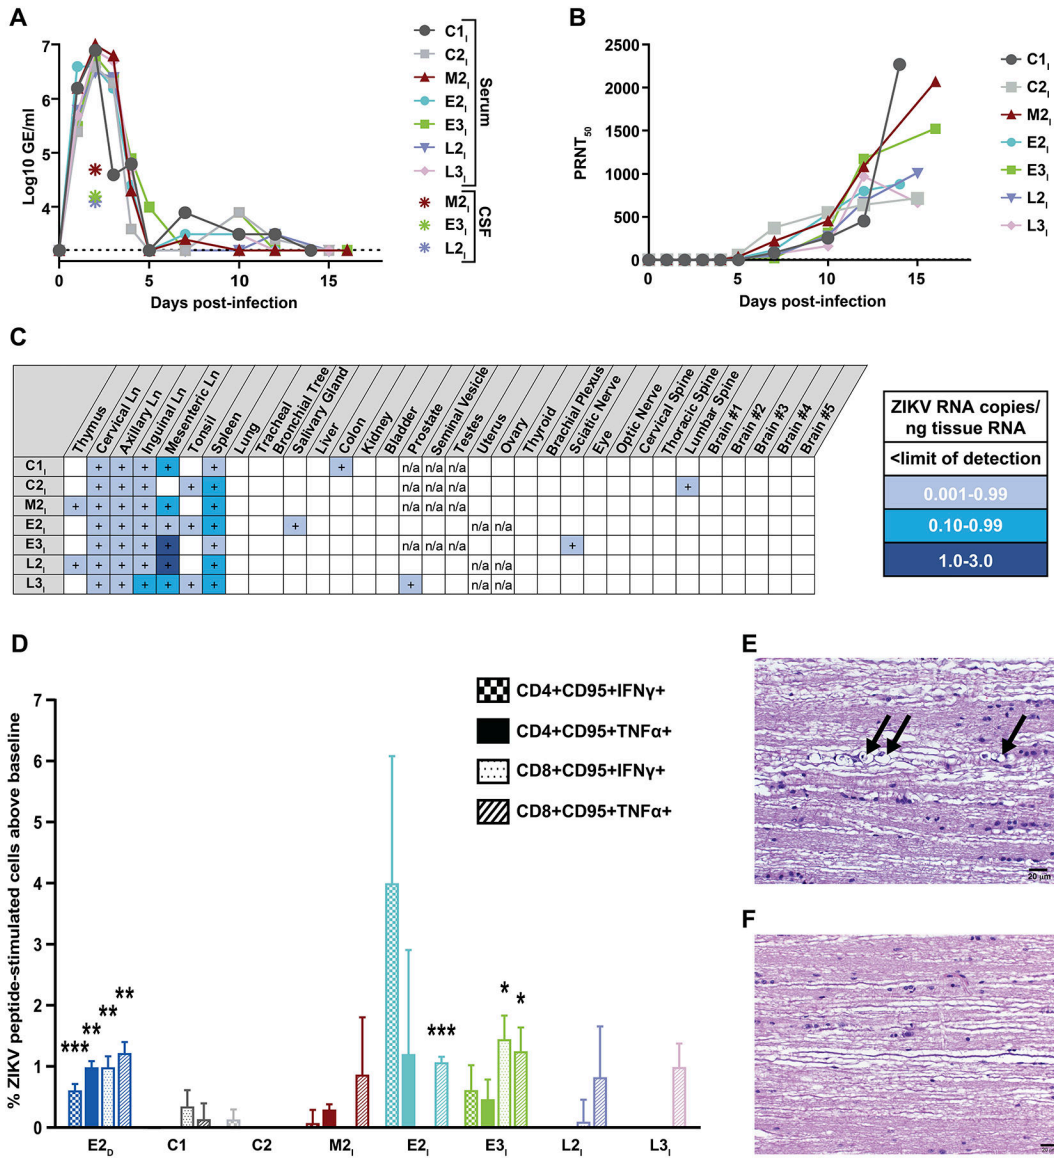 A
Log10 GE/ml
7
6
5
4
0 5 10 15
Days post-infection
C1I
C2I
M2I
E2I
E3I
L2I
L3I
Serum
M2I
E3I
L2I
CSF
B
PRNT50
2500
2000
1500
1000
500
0
0 5 10 15
Days post-infection
C1I
C2I
M2I
E2I
E3I
L2I
L3I
C
Thymus
Cervical Ln
Axillary Ln
Inguinal Ln
Mesenteric Ln
Tonsil
Spleen
Lung
Tracheal
Bronchial Tree
Salivary Gland
Liver
Colon
Kidney
Bladder
Prostate
Seminal Vesicle
Testes
Uterus
Ovary
Thyroid
Brachial Plexus
Sciatic Nerve
Eye
Optic Nerve
Cervical Spine
Thoracic Spine
Lumbar Spine
Brain #1
Brain #2
Brain #3
Brain #4
Brain #5
C1I + + + + + + n/a n/a n/a
C2I + + + + + n/a n/a n/a +
M2I + + + + + + n/a n/a n/a
E2I + + + + + + + n/a n/a
E3I + + + + + n/a n/a n/a +
L2I + + + + + + n/a n/a
L3I + + + + + + + n/a n/a
ZIKV RNA copies/
ng tissue RNA
<limit of detection
0.001-0.99
0.10-0.99
1.0-3.0
D
% ZIKV peptide-stimulated cells above baseline
7
6
5
4
3
2
1
0
CD4+CD95+IFNγ+
CD4+CD95+TNFα+
CD8+CD95+IFNγ+
CD8+CD95+TNFα+
*** ** ** **
***
* *
E2D C1 C2 M2I E2I E3I L2I L3I
E
20 µm
F